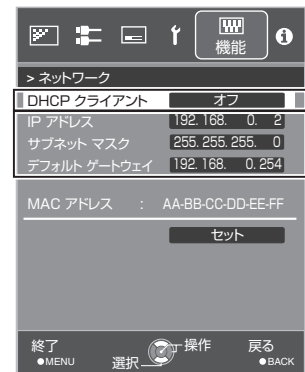 機能
> ネットワーク
DHCP クライアント オフ
IP アドレス 192. 168. 0. 2
サブネット マスク 255. 255. 255. 0
デフォルト ゲートウェイ 192. 168. 0. 254
MAC アドレス : AA-BB-CC-DD-EE-FF
セット
終了 操作 戻る
●MENU 選択 ●BACK